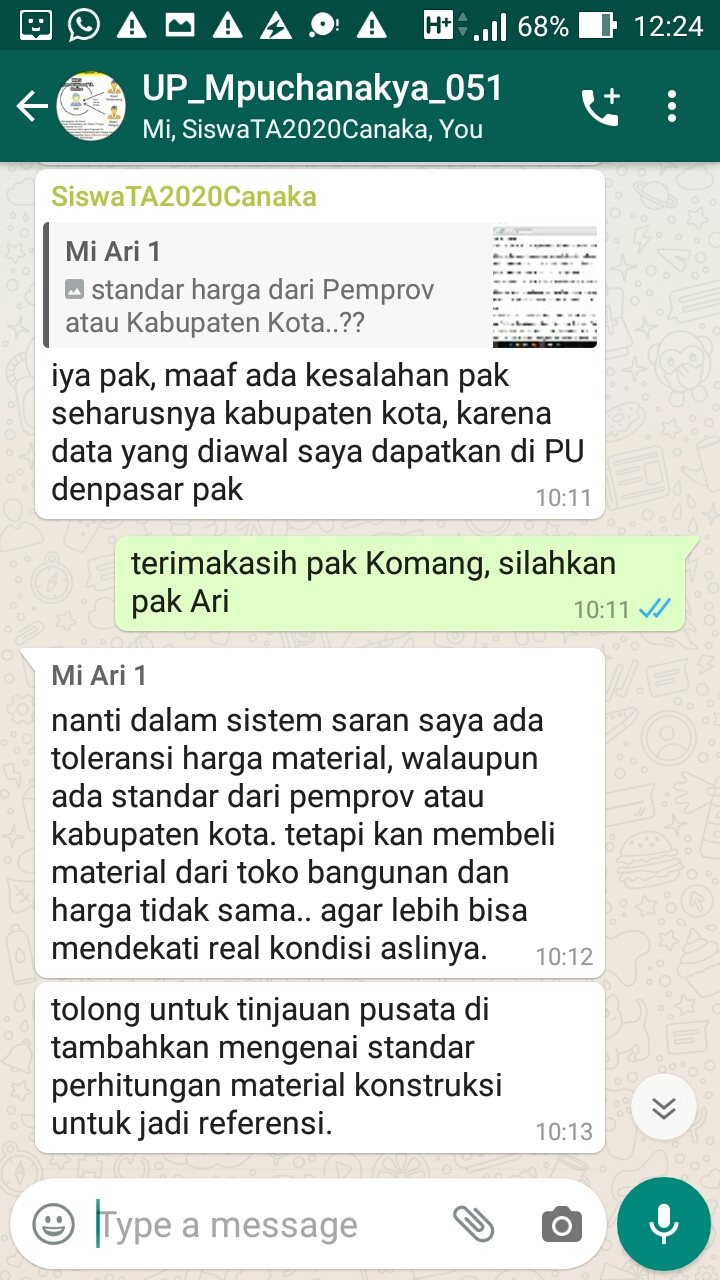 H+ 68% 12:24
UP_Mpuchanakya_051
Mi, SiswaTA2020Canaka, You
SiswaTA2020Canaka
Mi Ari 1
standar harga dari Pemprov
atau Kabupaten Kota..??
iya pak, maaf ada kesalahan pak
seharusnya kabupaten kota, karena
data yang diawal saya dapatkan di PU
denpasar pak
10:11
terimakasih pak Komang, silahkan
pak Ari
10:11
Mi Ari 1
nanti dalam sistem saran saya ada
toleransi harga material, walaupun
ada standar dari pemprov atau
kabupaten kota. tetapi kan membeli
material dari toko bangunan dan
harga tidak sama.. agar lebih bisa
mendekati real kondisi aslinya.
10:12
tolong untuk tinjauan pusata di
tambahkan mengenai standar
perhitungan material konstruksi
untuk jadi referensi.
10:13
Type a message